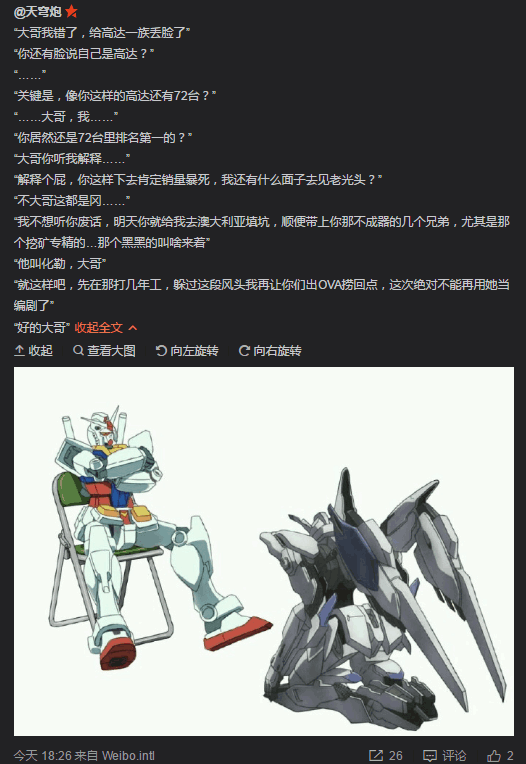 @天穹炮
“大哥我错了，给高达一族丢脸了”
“你还有脸说自己是高达？”
“……”
“关键是，像你这样的高达还有72台？”
“……大哥，我……”
“你居然还是72台里排名第一的？”
“大哥你听我解释……”
“解释个屁，你这样下去肯定销量暴死，我还有什么面子去见老光头？”
“不大哥这都是冈……”
“我不想听你废话，明天你就给我去澳大利亚填坑，顺便带上你那不成器的几个兄弟，尤其是那
个挖矿专精的…那个黑黑的叫啥来着”
“他叫化勒，大哥”
“就这样吧，先在那打几年工，躲过这段风头我再让你们出OVA捞回点，这次绝对不能再用她当
编剧了”
“好的大哥” 收起全文
收起 查看大图 向左旋转 向右旋转
今天 18:26 来自 Weibo.intl 26 评论 2